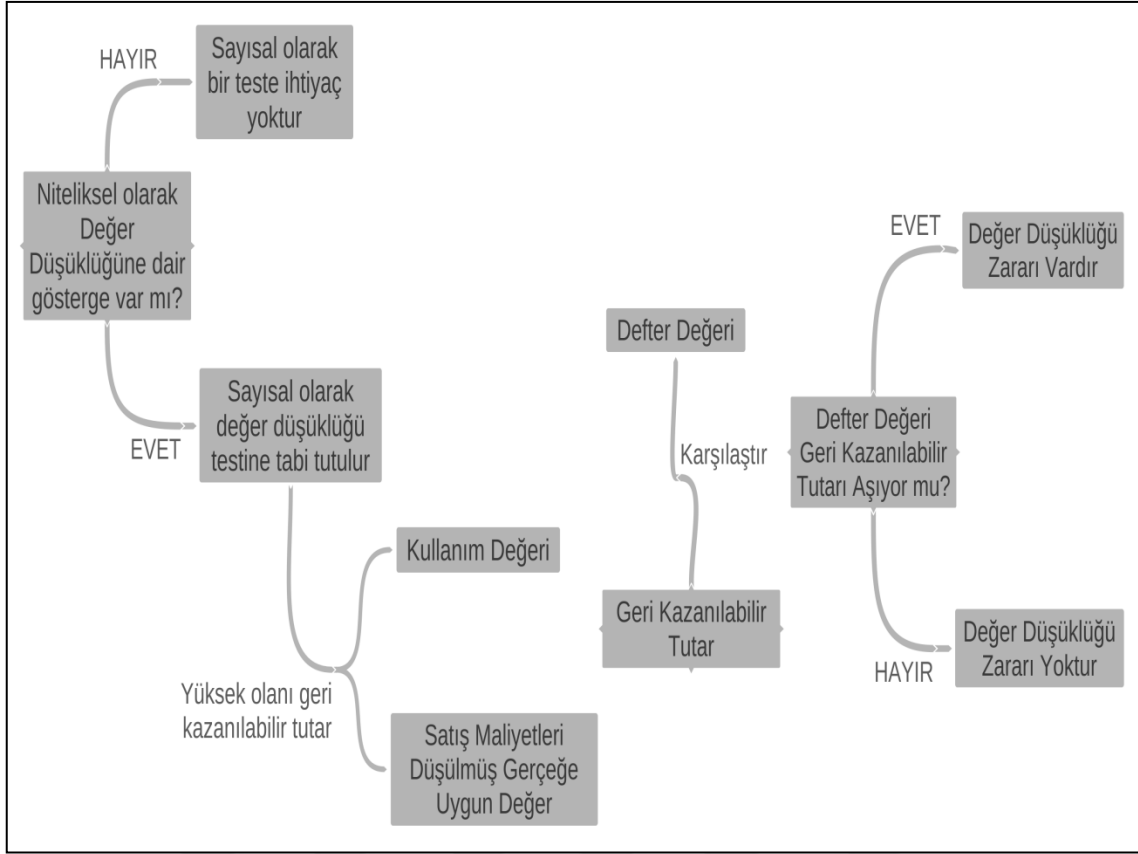 HAYIR
Sayısal olarak
bir teste ihtiyaç
yoktur
Niteliksel olarak
Değer
Düşüklüğüne dair
gösterge var mı?
EVET
Sayısal olarak
değer düşüklüğü
testine tabi tutulur
Yüksek olanı geri
kazanılabilir tutar
Kullanım Değeri
Satış Maliyetleri
Düşülmüş Gerçeğe
Uygun Değer
Defter Değeri
Karşılaştır
Geri Kazanılabilir
Tutar
Defter Değeri
Geri Kazanılabilir
Tutarı Aşıyor mu?
EVET
Değer Düşüklüğü
Zararı Vardır
HAYIR
Değer Düşüklüğü
Zararı Yoktur